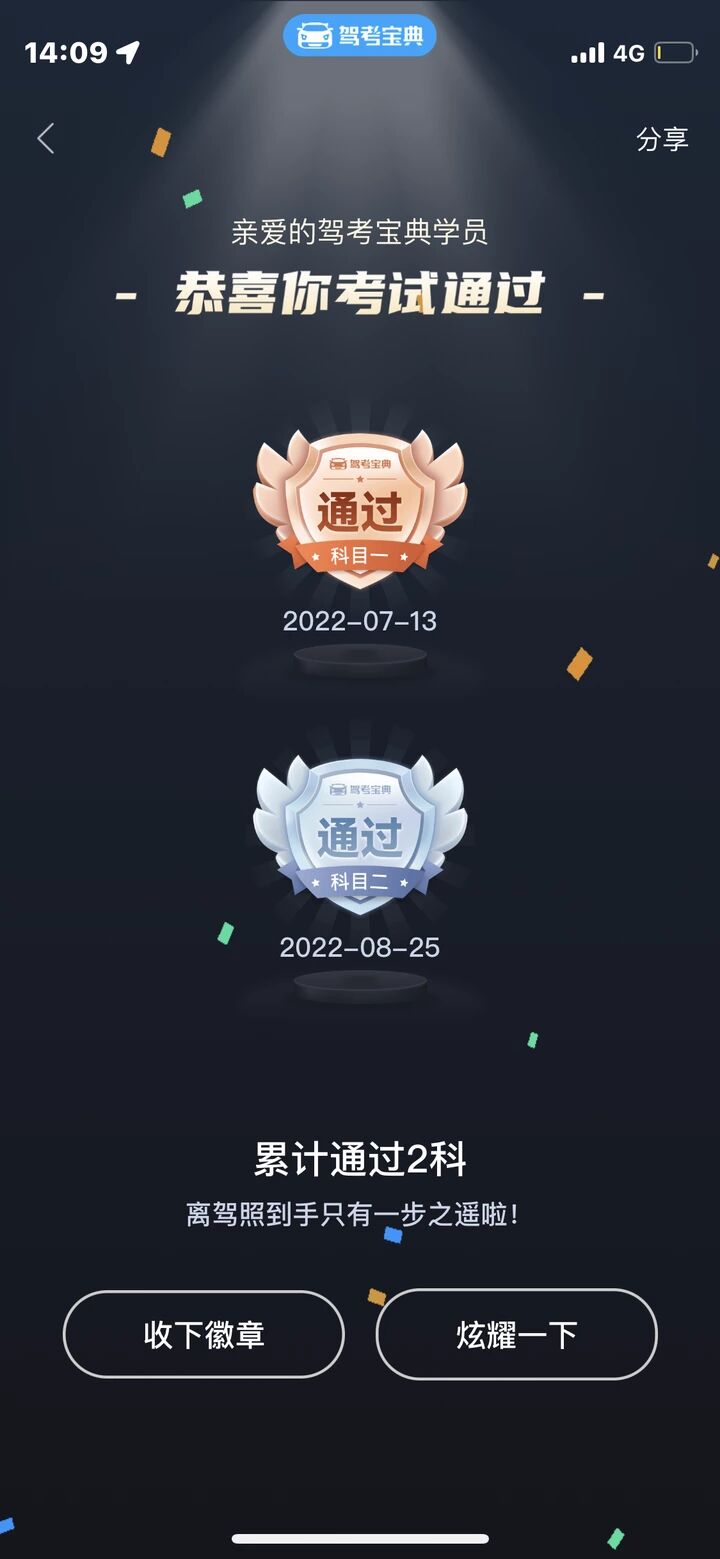 14:09
驾考宝典
4G
分享
亲爱的驾考宝典学员
- 恭喜你考试通过 -
驾考宝典
通过
科目一
2022-07-13
驾考宝典
通过
科目二
2022-08-25
累计通过2科
离驾照到手只有一步之遥啦！
收下徽章
炫耀一下